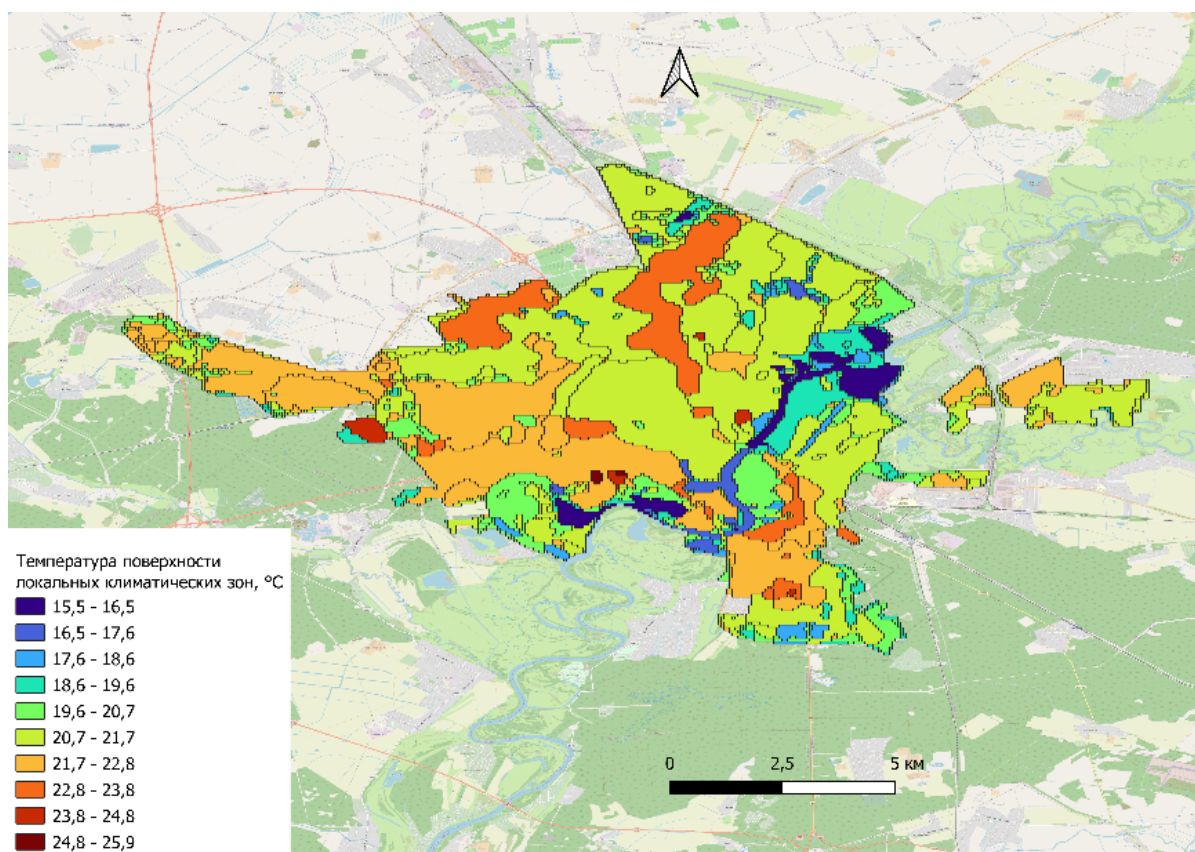 Температура поверхности
локальных климатических зон, °C
15,5 - 16,5
16,5 - 17,6
17,6 - 18,6
18,6 - 19,6
19,6 - 20,7
20,7 - 21,7
21,7 - 22,8
22,8 - 23,8
23,8 - 24,8
24,8 - 25,9
0 2,5 5 км